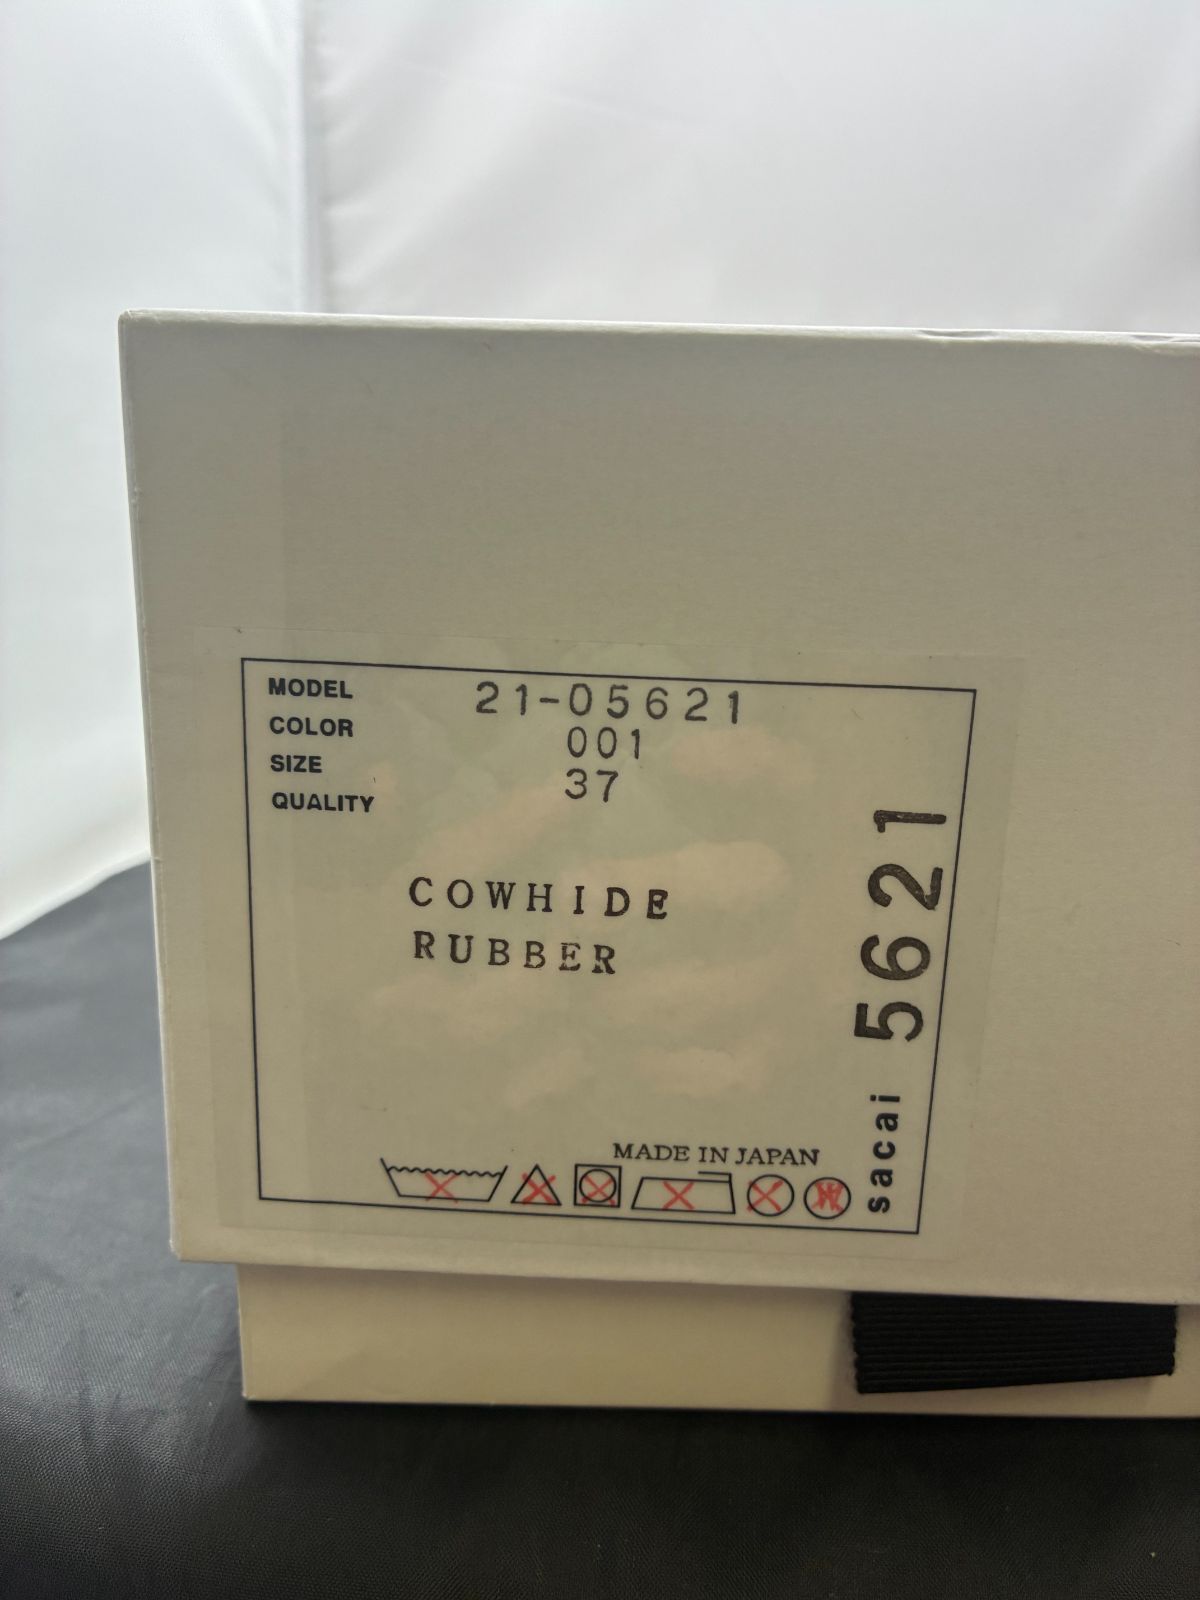 MODEL 21-05621
COLOR 001
SIZE 37
QUALITY
COWHIDE
RUBBER
MADE IN JAPAN
W
sacai 5621